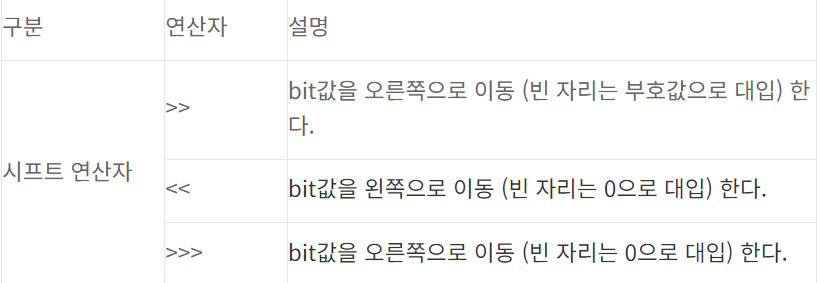 구분 연산자 설명
시프트 연산자
>> bit값을 오른쪽으로 이동 (빈 자리는 부호값으로 대입) 한
다.
<< bit값을 왼쪽으로 이동 (빈 자리는 0으로 대입) 한다.
>>> bit값을 오른쪽으로 이동 (빈 자리는 0으로 대입) 한다.